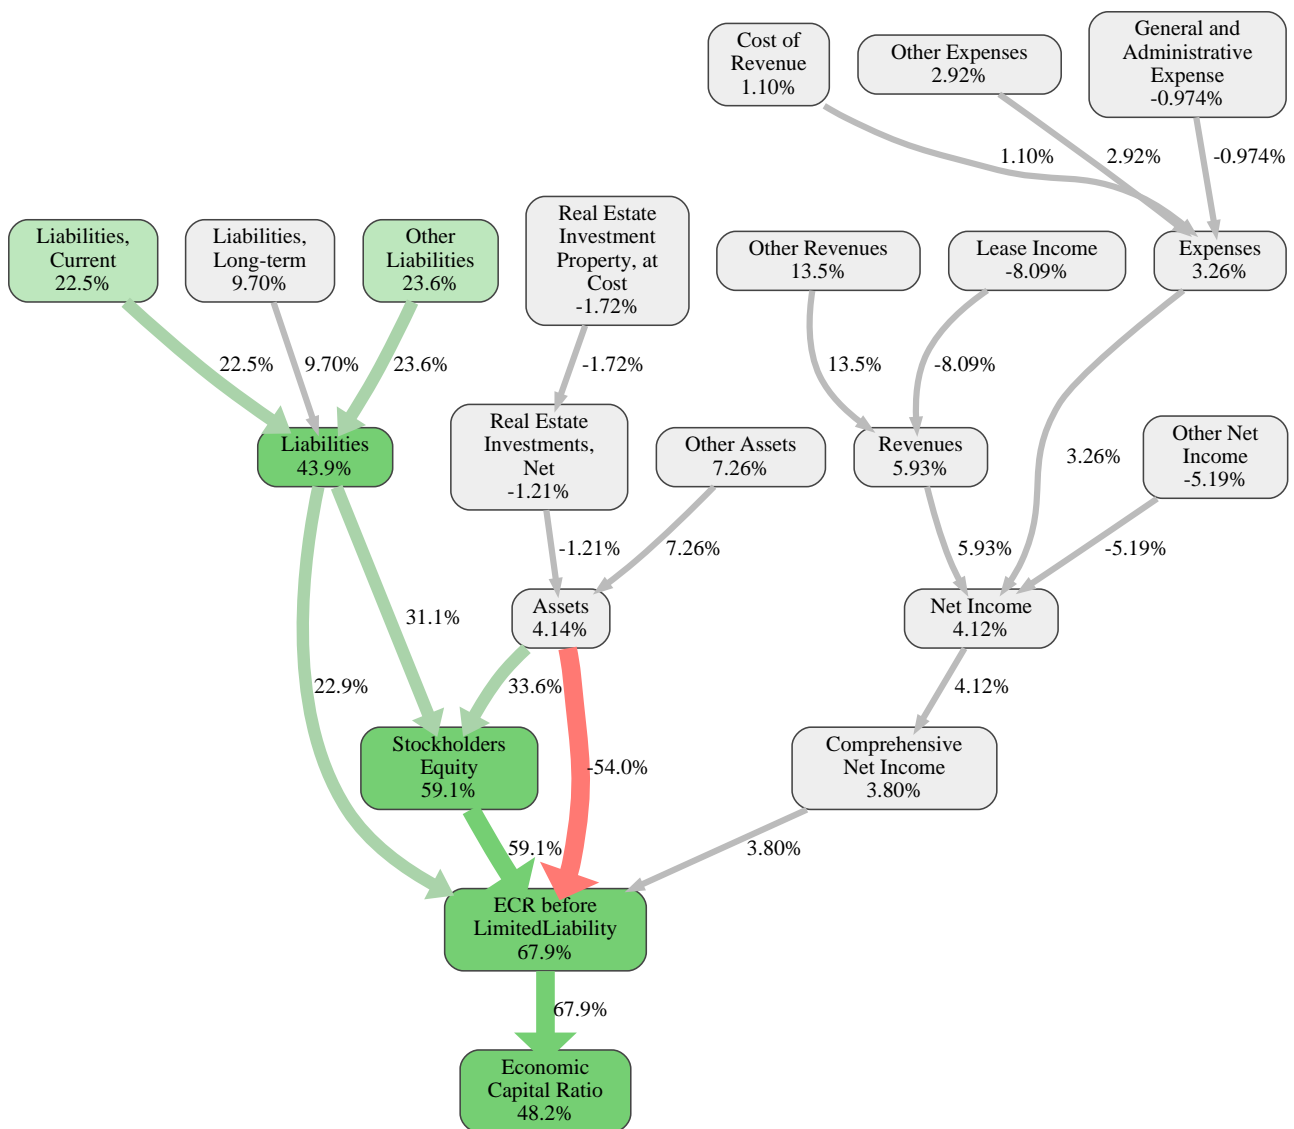 Cost of
Revenue
1.10%
Other Expenses
2.92%
General and
Administrative
Expense
-0.974%
1.10%
2.92%
-0.974%
Liabilities,
Current
22.5%
Liabilities,
Long-term
9.70%
Other
Liabilities
23.6%
Real Estate
Investment
Property, at
Cost
-1.72%
Other Revenues
13.5%
Lease Income
-8.09%
Expenses
3.26%
22.5%
9.70%
23.6%
-1.72%
13.5%
-8.09%
Liabilities
43.9%
Real Estate
Investments,
Net
-1.21%
Other Assets
7.26%
Revenues
5.93%
3.26%
Other Net
Income
-5.19%
-1.21%
7.26%
5.93%
-5.19%
31.1%
Assets
4.14%
Net Income
4.12%
22.9%
33.6%
4.12%
Stockholders
Equity
59.1%
-54.0%
Comprehensive
Net Income
3.80%
59.1%
3.80%
ECR before
LimitedLiability
67.9%
67.9%
Economic
Capital Ratio
48.2%